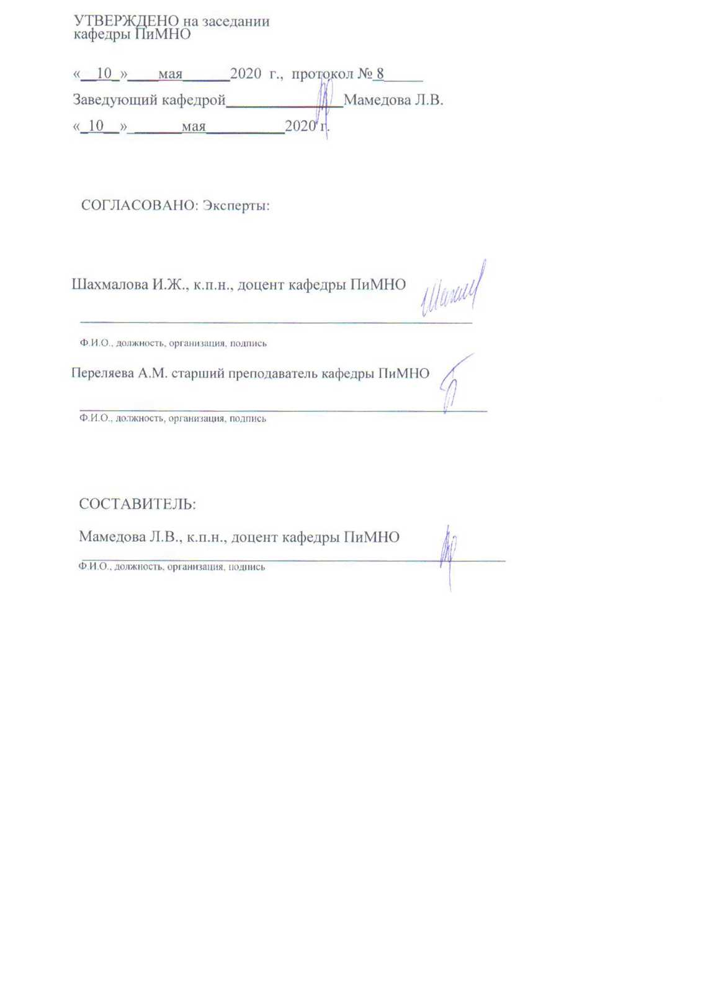 УТВЕРЖДЕНО на заседании
кафедры ПиМНО
«__10_»____мая______2020 г., протокол № 8_____
Заведующий кафедрой_______________Мамедова Л.В.
«_10__»_______мая__________2020 г.
СОГЛАСОВАНО: Эксперты:
Шахмалова И.Ж., к.п.н., доцент кафедры ПиМНО
Ф.И.О., должность, организация, подпись
Переляева А.М. старший преподаватель кафедры ПиМНО
Ф.И.О., должность, организация, подпись
СОСТАВИТЕЛЬ:
Мамедова Л.В., к.п.н., доцент кафедры ПиМНО
Ф.И.О., должность, организация, подпись